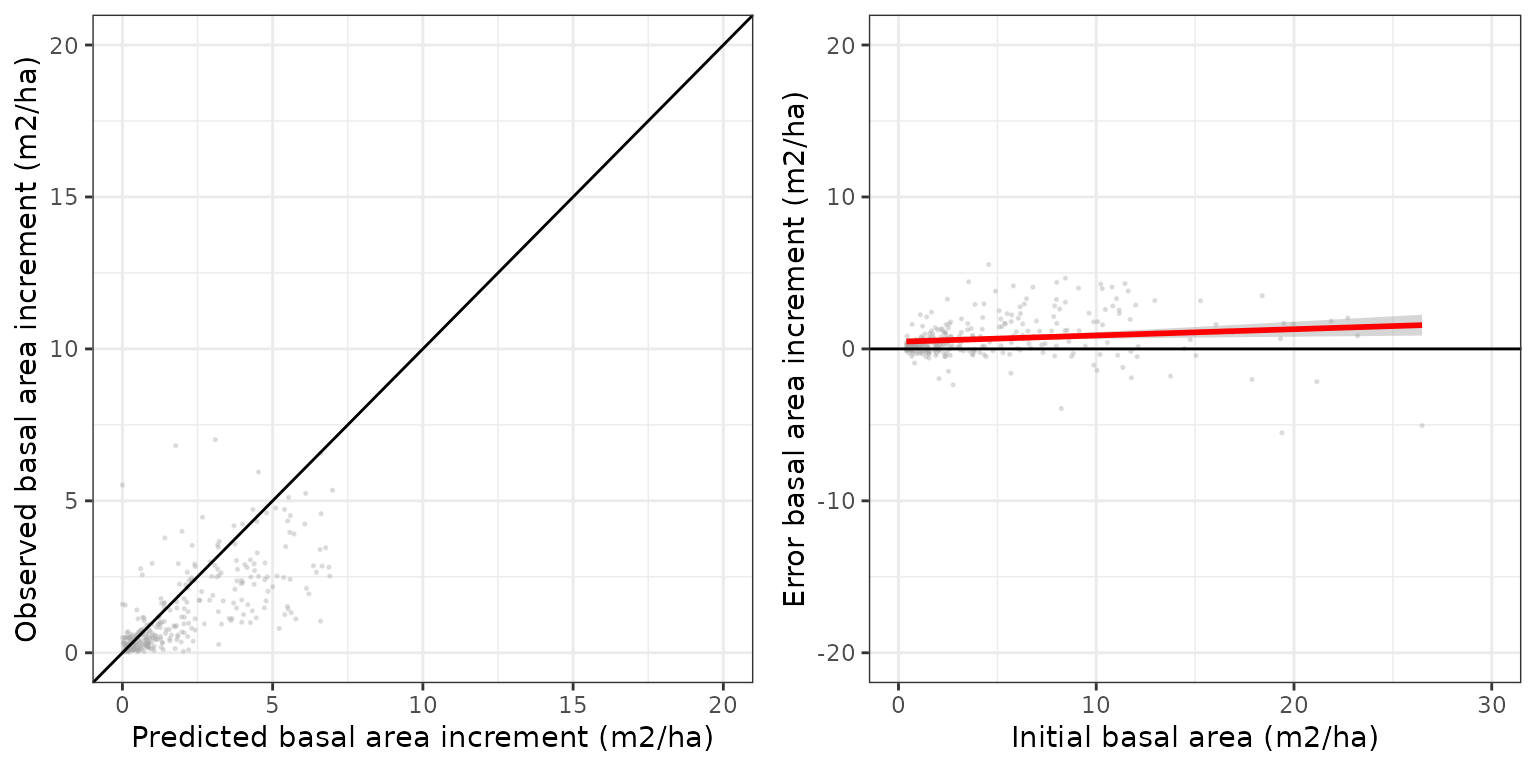 Observed basal area increment (m2/ha)
20
15
10
5
0
0 5 10 15 20
Predicted basal area increment (m2/ha)
Error basal area increment (m2/ha)
20
10
0
-10
-20
0 10 20 30
Initial basal area (m2/ha)